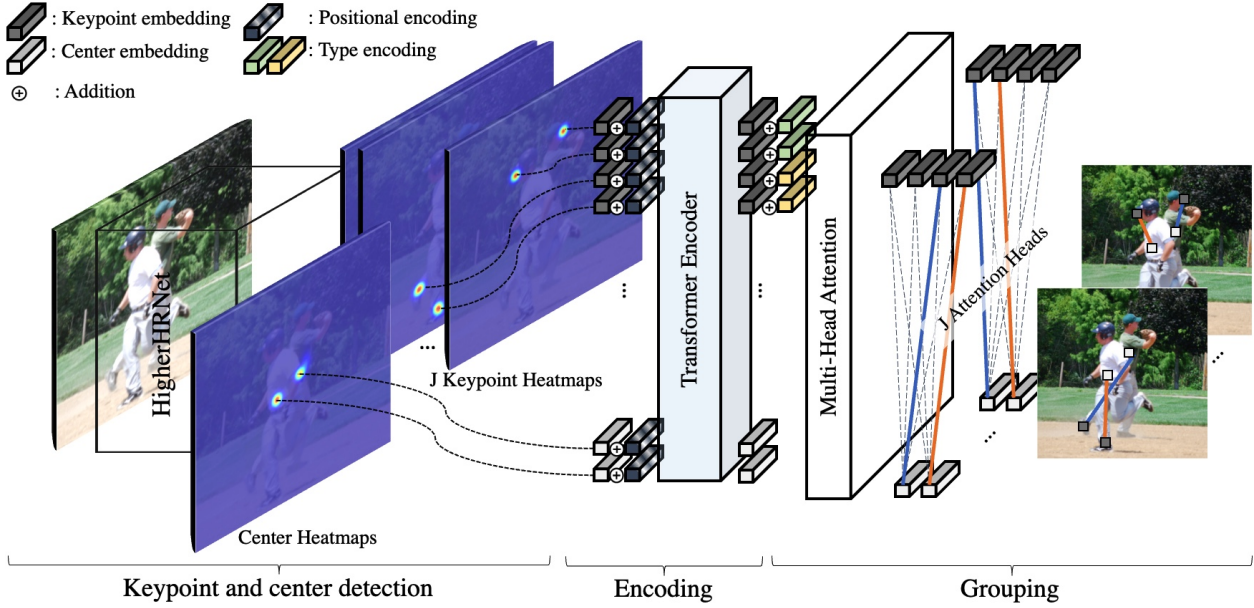 : Keypoint embedding
: Positional encoding
: Center embedding
: Type encoding
: Addition
HigherHRNet
...
J Keypoint Heatmaps
Center Heatmaps
...
Transformer Encoder
...
Multi-Head Attention
J Attention Heads
...
...
Keypoint and center detection
Encoding
Grouping